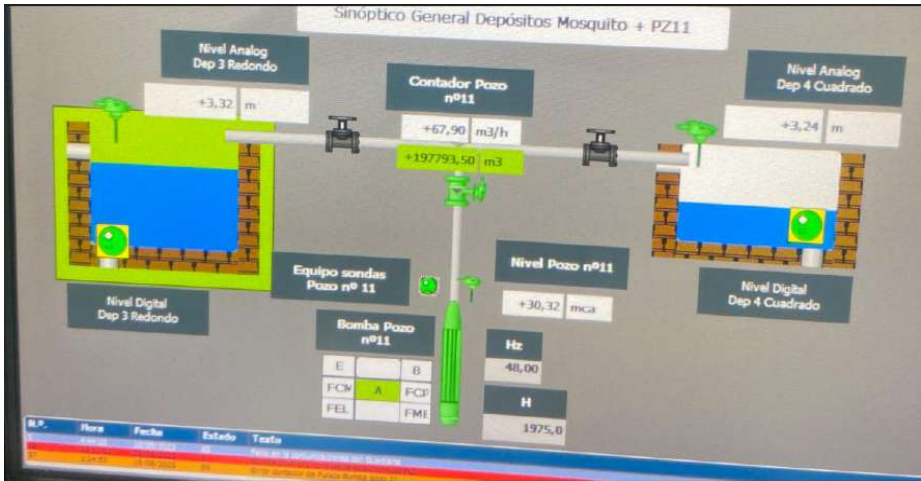 Sinóptico General Depósitos Mosquito + PZ11
Nivel Analog
Dep 3 Redondo
+3,32 m
Contador Pozo
nº11
+67,90 m3/h
+197793,50 m3
Nivel Analog
Dep 4 Cuadrado
+3,24 m
Equipo sondas
Pozo nº 11
Nivel Pozo nº11
+30,32 mca
Nivel Digital
Dep 3 Redondo
Nivel Digital
Dep 4 Cuadrado
Bomba Pozo
nº11
E B
FCM A
FEL
Hz
48,00
H
1975,0
N.º. Hora Fecha Estado Texto